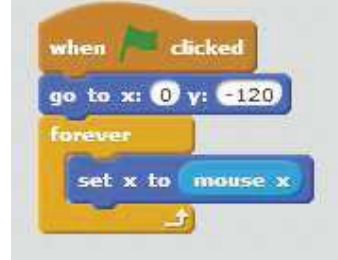 when clicked
go to x: 0 y: -120
forever
set x to mouse x